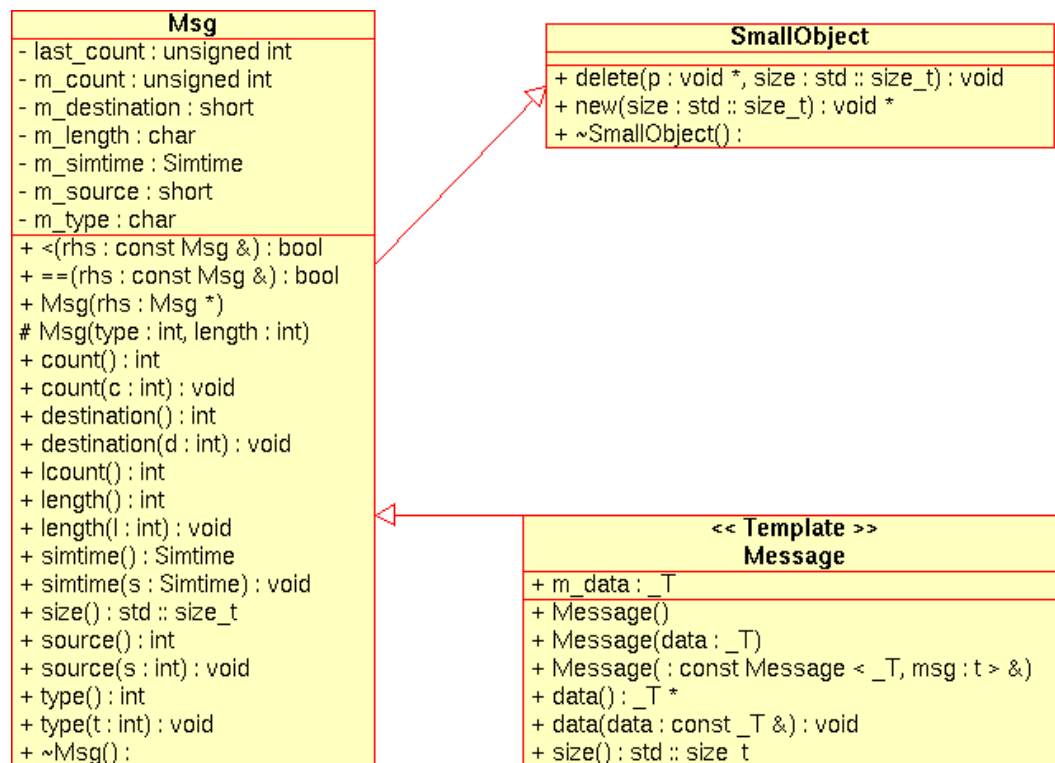 Msg
- last_count : unsigned int
- m_count : unsigned int
- m_destination : short
- m_length : char
- m_simtime : Simtime
- m_source : short
- m_type : char
+ <(rhs : const Msg &) : bool
+ ==(rhs : const Msg &) : bool
+ Msg(rhs : Msg *)
# Msg(type : int, length : int)
+ count() : int
+ count(c : int) : void
+ destination() : int
+ destination(d : int) : void
+ lcount() : int
+ length() : int
+ length(l : int) : void
+ simtime() : Simtime
+ simtime(s : Simtime) : void
+ size() : std :: size_t
+ source() : int
+ source(s : int) : void
+ type() : int
+ type(t : int) : void
+ ~Msg() :
SmallObject
+ delete(p : void *, size : std :: size_t) : void
+ new(size : std :: size_t) : void *
+ ~SmallObject() :
<< Template >>
Message
+ m_data : _T
+ Message()
+ Message(data : _T)
+ Message( : const Message < _T, msg : t > &)
+ data() : _T *
+ data(data : const _T &) : void
+ size() : std :: size_t